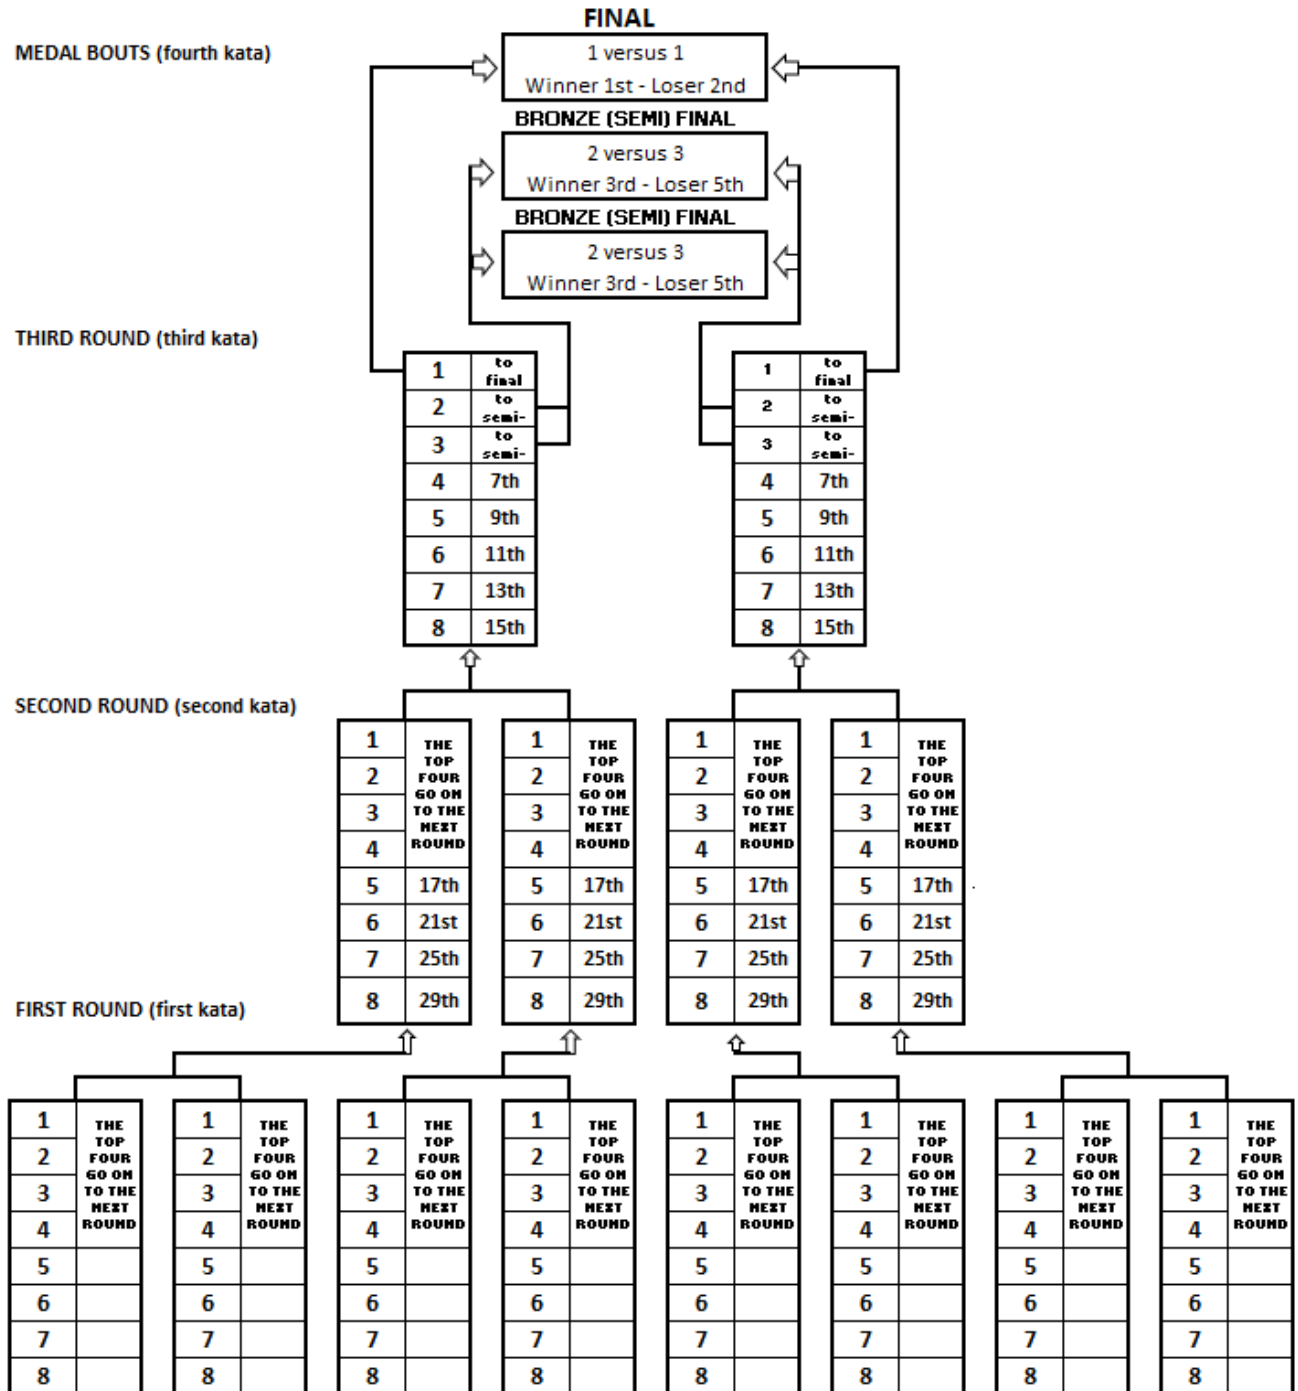 FINAL
MEDAL BOUTS (fourth kata)
1 versus 1
Winner 1st - Loser 2nd
BRONZE (SEMI) FINAL
2 versus 3
Winner 3rd - Loser 5th
BRONZE (SEMI) FINAL
2 versus 3
Winner 3rd - Loser 5th
THIRD ROUND (third kata)
1 to final
2 to semi-
3 to semi-
4 7th
5 9th
6 11th
7 13th
8 15th
1 to final
2 to semi-
3 to semi-
4 7th
5 9th
6 11th
7 13th
8 15th
SECOND ROUND (second kata)
1
2
3
4
THE
TOP
FOUR
GO ON
TO THE
NEXT
ROUND
5 17th
6 21st
7 25th
8 29th
1
2
3
4
THE
TOP
FOUR
GO ON
TO THE
NEXT
ROUND
5 17th
6 21st
7 25th
8 29th
1
2
3
4
THE
TOP
FOUR
GO ON
TO THE
NEXT
ROUND
5 17th
6 21st
7 25th
8 29th
1
2
3
4
THE
TOP
FOUR
GO ON
TO THE
NEXT
ROUND
5 17th
6 21st
7 25th
8 29th
FIRST ROUND (first kata)
1
2
3
4
THE
TOP
FOUR
GO ON
TO THE
NEXT
ROUND
5
6
7
8
1
2
3
4
THE
TOP
FOUR
GO ON
TO THE
NEXT
ROUND
5
6
7
8
1
2
3
4
THE
TOP
FOUR
GO ON
TO THE
NEXT
ROUND
5
6
7
8
1
2
3
4
THE
TOP
FOUR
GO ON
TO THE
NEXT
ROUND
5
6
7
8
1
2
3
4
THE
TOP
FOUR
GO ON
TO THE
NEXT
ROUND
5
6
7
8
1
2
3
4
THE
TOP
FOUR
GO ON
TO THE
NEXT
ROUND
5
6
7
8
1
2
3
4
THE
TOP
FOUR
GO ON
TO THE
NEXT
ROUND
5
6
7
8
1
2
3
4
THE
TOP
FOUR
GO ON
TO THE
NEXT
ROUND
5
6
7
8